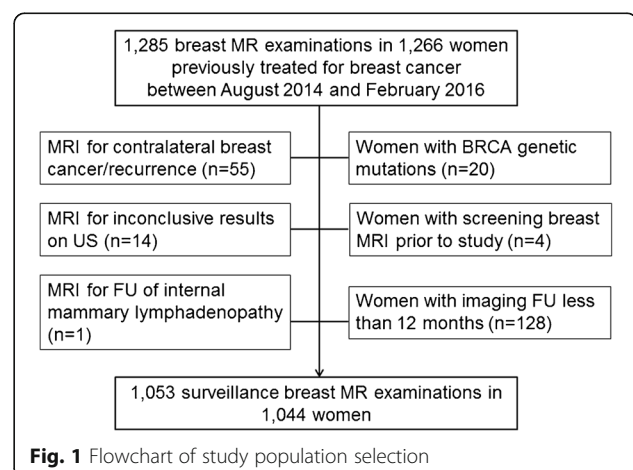 1,285 breast MR examinations in 1,266 women
previously treated for breast cancer
between August 2014 and February 2016
MRI for contralateral breast
cancer/recurrence (n=55)
Women with BRCA genetic
mutations (n=20)
MRI for inconclusive results
on US (n=14)
Women with screening breast
MRI prior to study (n=4)
MRI for FU of internal
mammary lymphadenopathy
(n=1)
Women with imaging FU less
than 12 months (n=128)
1,053 surveillance breast MR examinations in
1,044 women
Fig. 1 Flowchart of study population selection